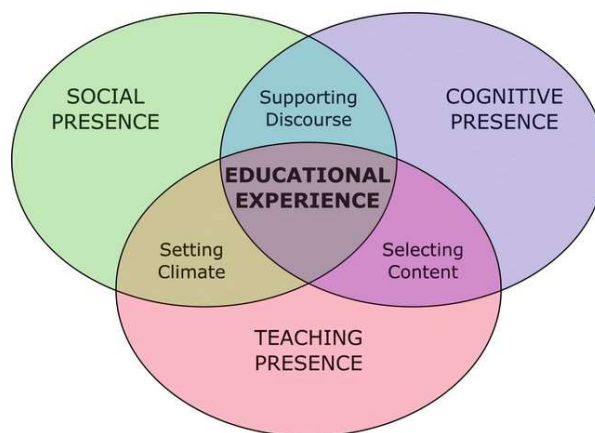 SOCIAL
PRESENCE
Supporting
Discourse
COGNITIVE
PRESENCE
EDUCATIONAL
EXPERIENCE
Setting
Climate
Selecting
Content
TEACHING
PRESENCE